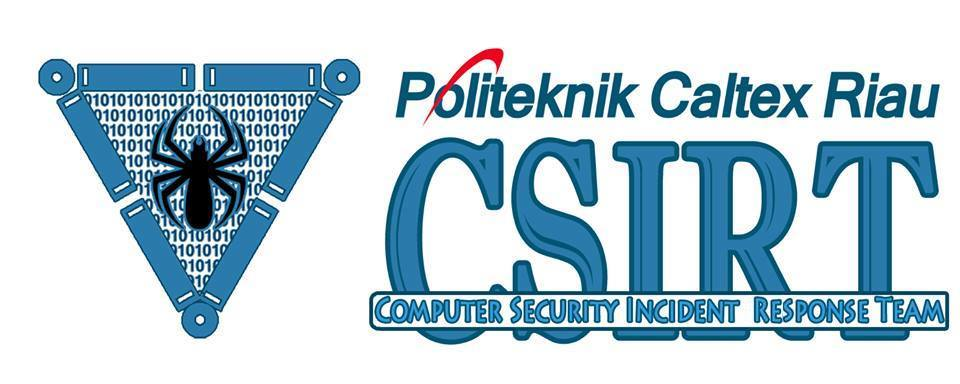 Politeknik Caltex Riau
CSIRT
COMPUTER SECURITY INCIDENT RESPONSE TEAM